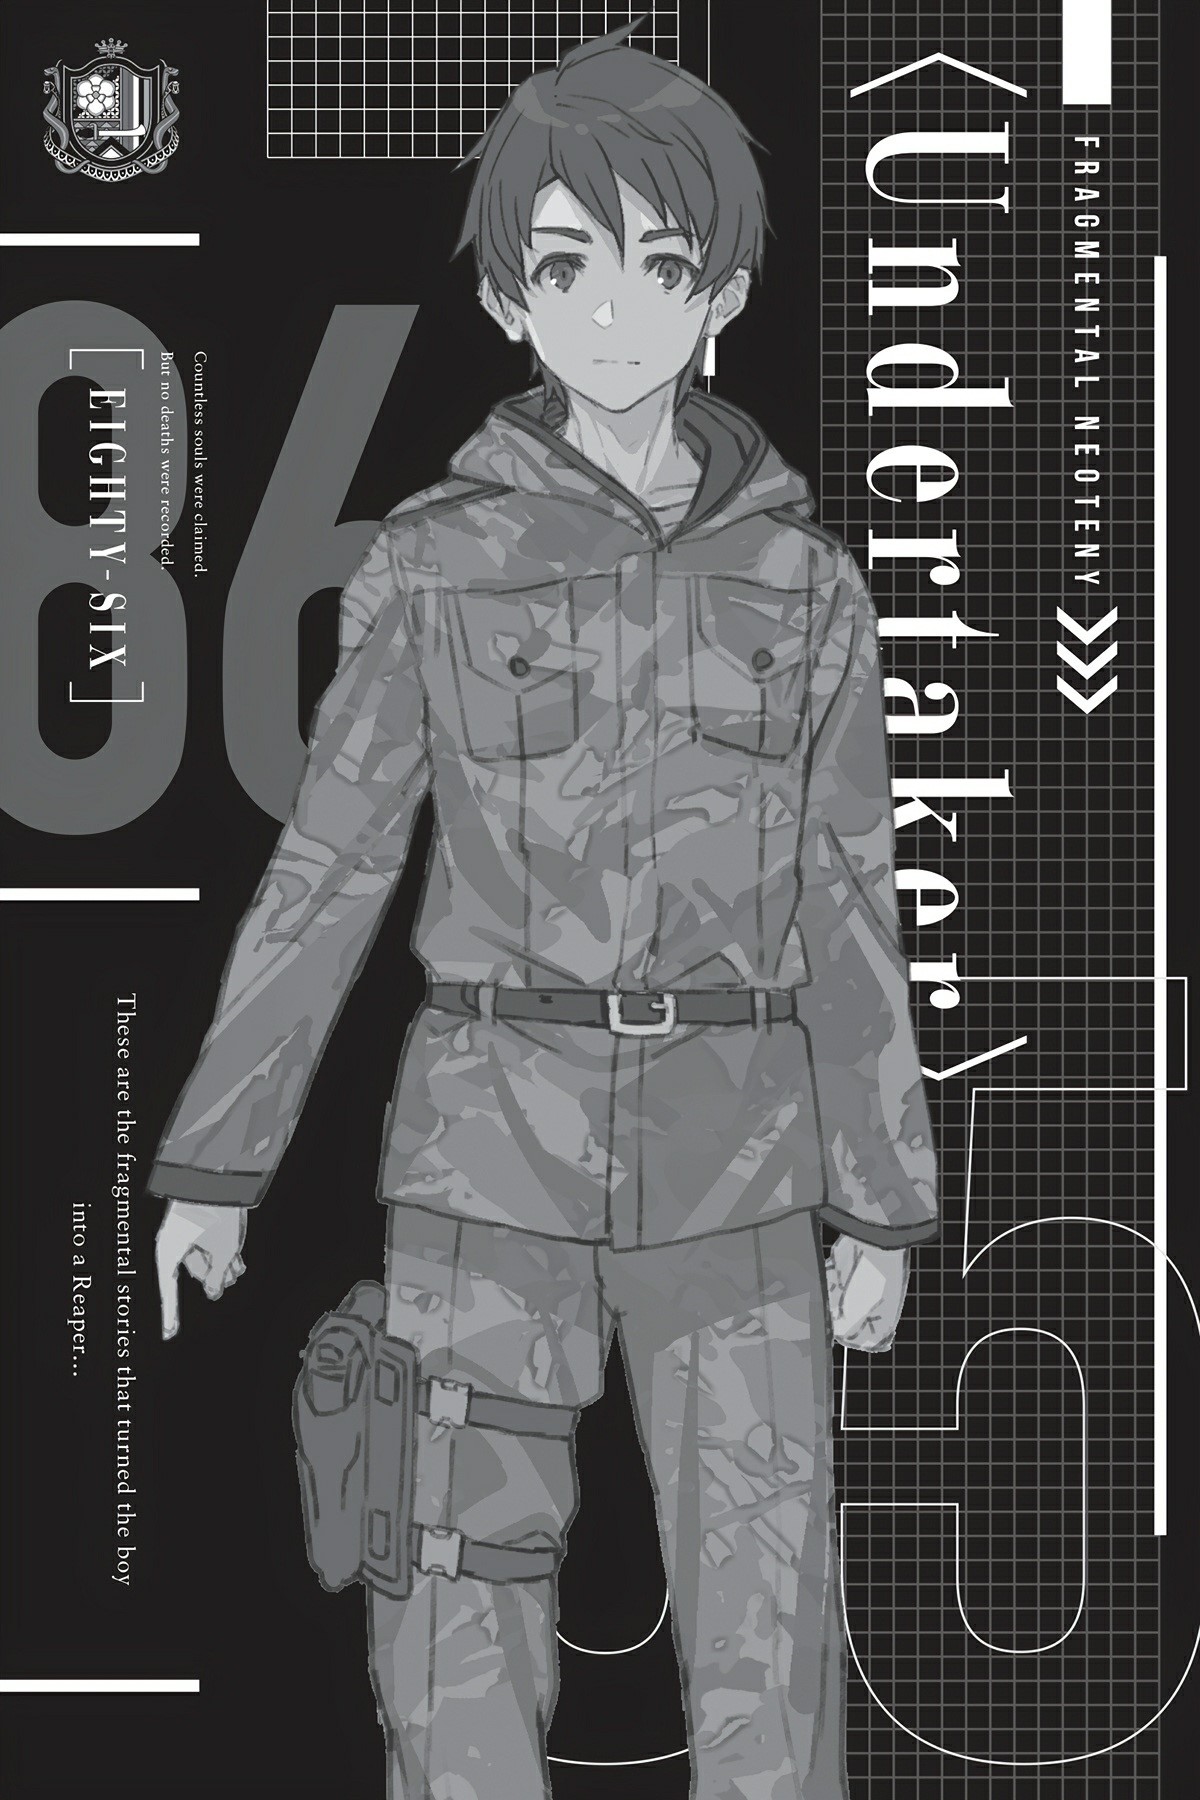 FRAGMENTAL NEOTENY
〈Undertaker〉
86
Countless souls were claimed.
But no deaths were recorded.
[EIGHTY-SIX]
These are the fragmental stories that turned the boy
into a Reaper...
05